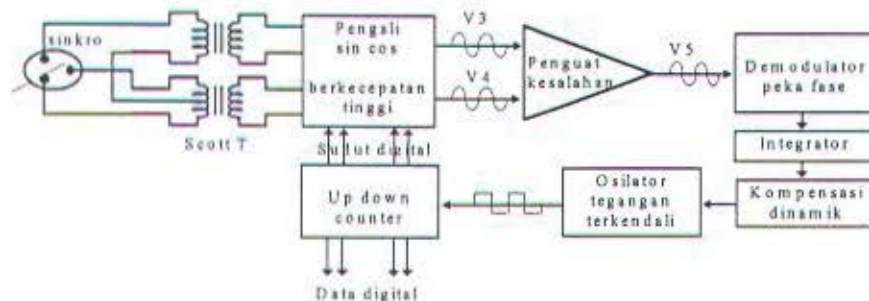 sinkro
Scott T
Pengali
sin cos
berkecepatan
tinggi
V3
V4
Penguat
kesalahan
V5
Demodulator
peka fase
Integrator
Kompensasi
dinamik
Osilator
tegangan
terkendali
Sudut digital
Up down
counter
Data digital